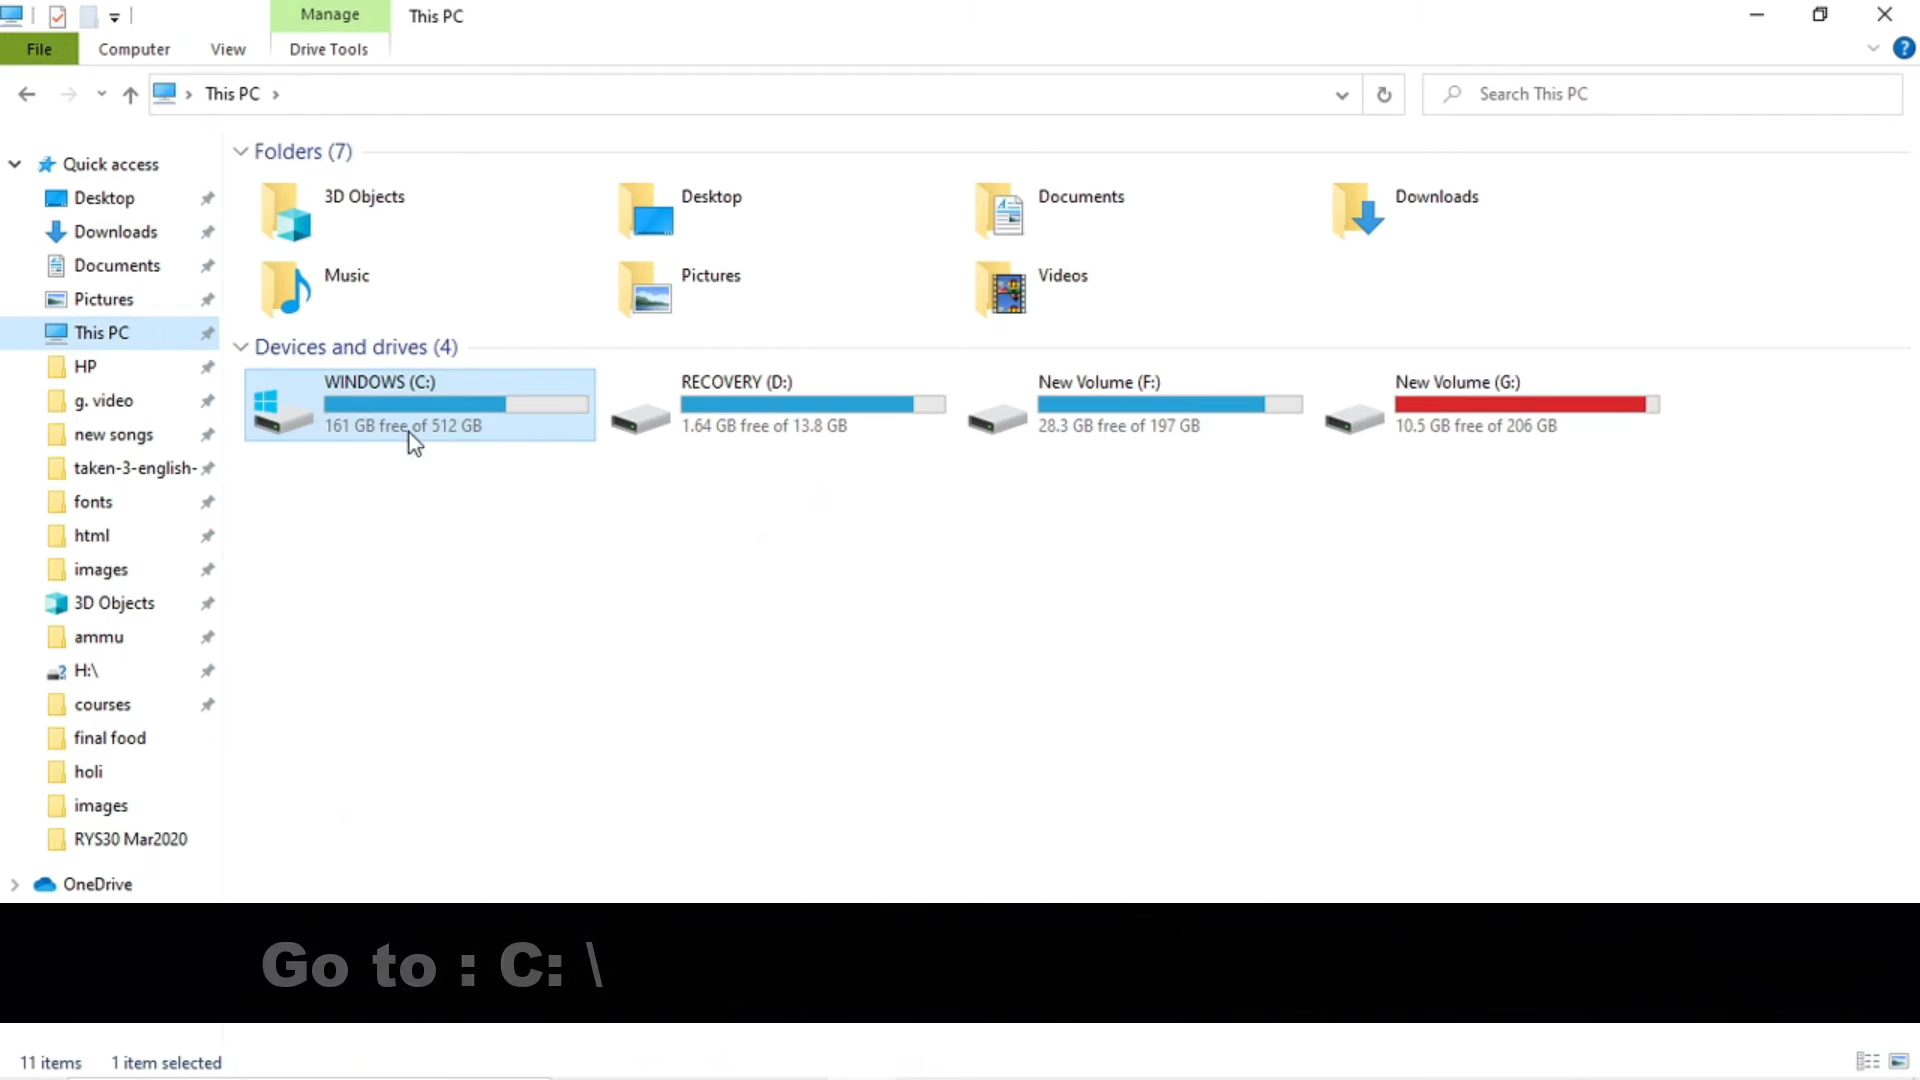 Manage
This PC
File
Computer
View
Drive Tools
This PC
Search This PC
Quick access
Desktop
Downloads
Documents
Pictures
This PC
HP
g. video
new songs
taken-3-english-
fonts
html
images
3D Objects
ammu
H:\
courses
final food
holi
images
RYS30 Mar2020
OneDrive
Folders (7)
3D Objects
Desktop
Documents
Downloads
Music
Pictures
Videos
Devices and drives (4)
WINDOWS (C:)
161 GB free of 512 GB
RECOVERY (D:)
1.64 GB free of 13.8 GB
New Volume (F:)
28.3 GB free of 197 GB
New Volume (G:)
10.5 GB free of 206 GB
Go to : C: \
11 items
1 item selected